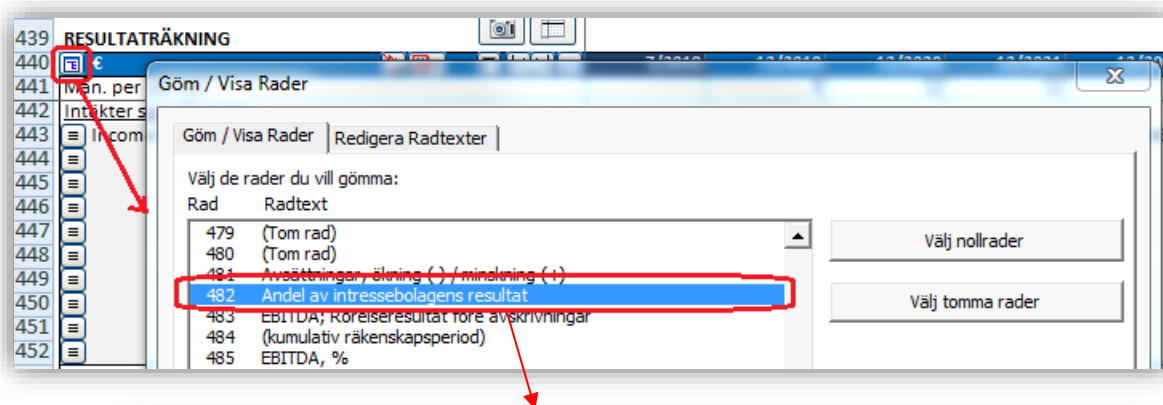 439 RESULTATRÄKNING
440 €
441 Män. per
442 Intäkter s
443 Incom
444
445
446
447
448
449
450
451
452
Göm / Visa Rader
Göm / Visa Rader Redigera Radtexter
Välj de rader du vill gömma:
Rad Radtext
479 (Tom rad)
480 (Tom rad)
481 Avsättningar, ökning (-) / minskning (+)
482 Andel av intressebolagens resultat
483 EBITDA; Rörelseresultat före avskrivningar
484 (kumulativ räkenskapsperiod)
485 EBITDA, %
Välj nollrader
Välj tomma rader